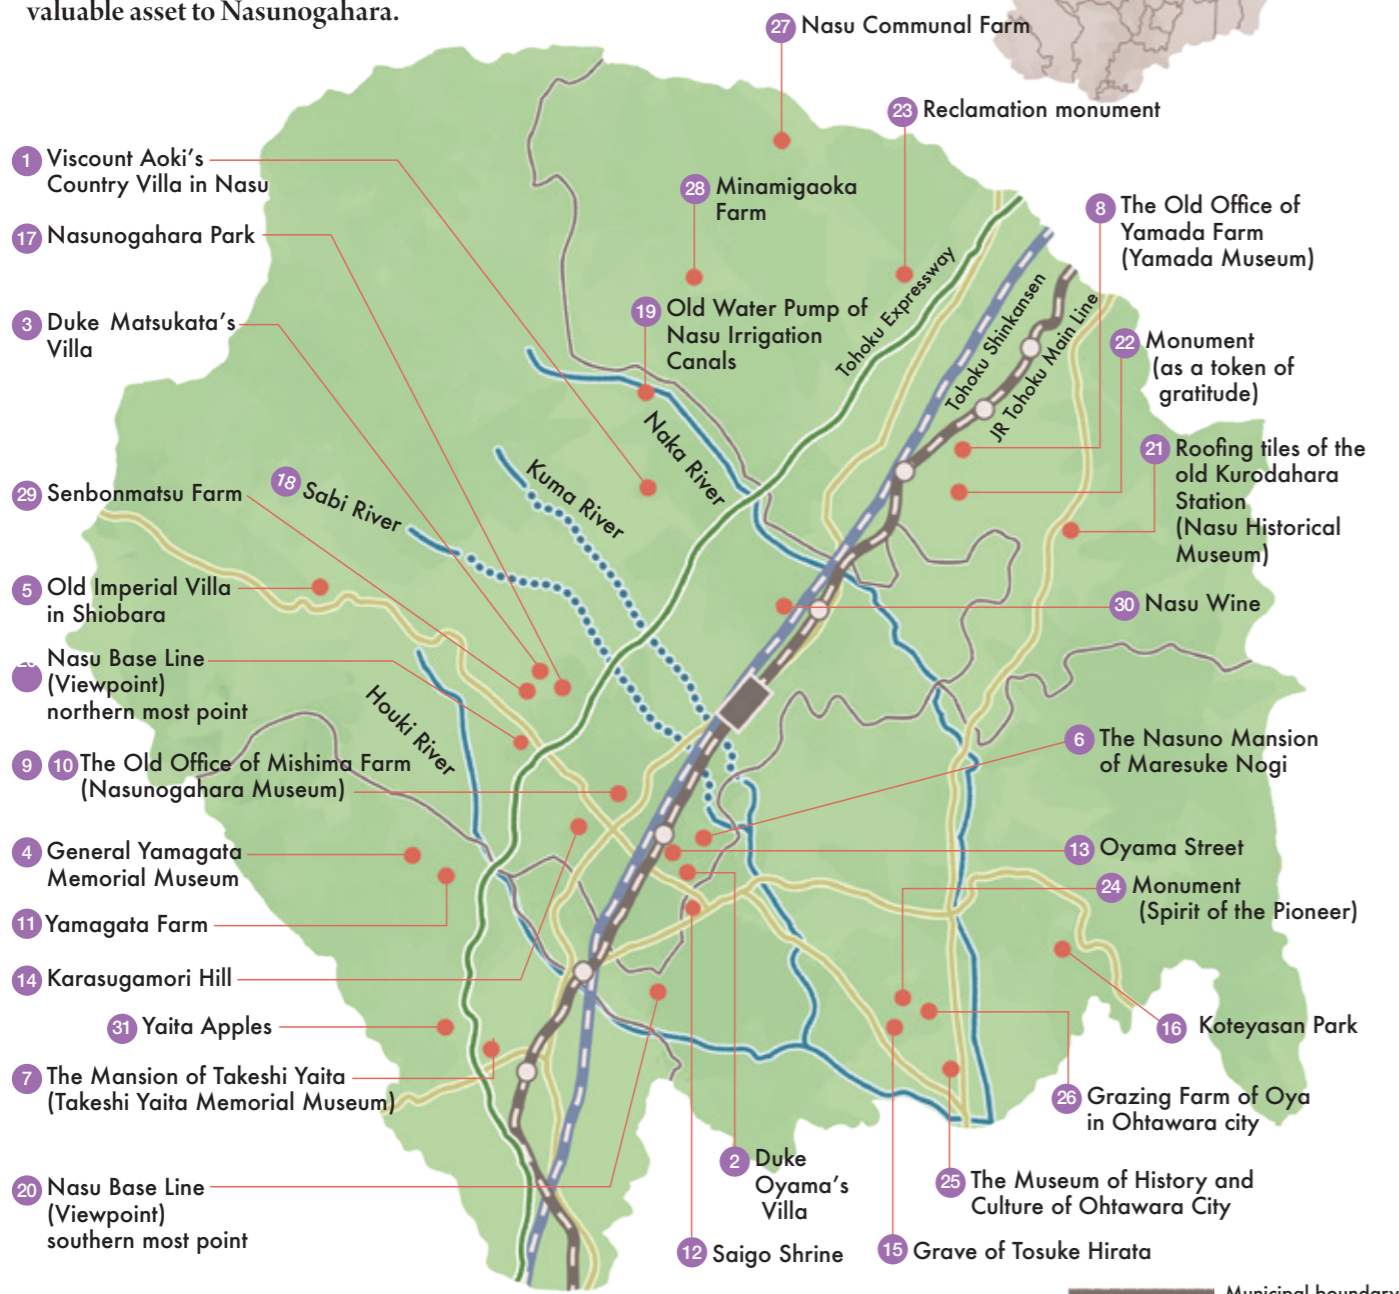 valuable asset to Nasunogahara.
27 Nasu Communal Farm
23 Reclamation monument
1 Viscount Aoki's
Country Villa in Nasu
28 Minamigaoka
Farm
8 The Old Office of
Yamada Farm
(Yamada Museum)
17 Nasunogahara Park
3 Duke Matsukata's
Villa
19 Old Water Pump of
Nasu Irrigation
Canals
Tohoku Expressway
Tohoku Shinkansen
JR Tohoku Main Line
22 Monument
(as a token of
gratitude)
21 Roofing tiles of the
old Kurodahara
Station
(Nasu Historical
Museum)
Naka River
Kuma River
18 Sabi River
29 Senbonmatsu Farm
5 Old Imperial Villa
in Shiobara
30 Nasu Wine
Nasu Base Line
(Viewpoint)
northern most point
Houki River
6 The Nasuno Mansion
of Maresuke Nogi
9 10 The Old Office of Mishima Farm
(Nasunogahara Museum)
4 General Yamagata
Memorial Museum
13 Oyama Street
24 Monument
(Spirit of the Pioneer)
11 Yamagata Farm
14 Karasugamori Hill
31 Yaita Apples
16 Koteyasan Park
7 The Mansion of Takeshi Yaita
(Takeshi Yaita Memorial Museum)
26 Grazing Farm of Oya
in Ohtawara city
20 Nasu Base Line
(Viewpoint)
southern most point
2 Duke
Oyama's
Villa
25 The Museum of History and
Culture of Ohtawara City
12 Saigo Shrine
15 Grave of Tosuke Hirata
Municipal boundary